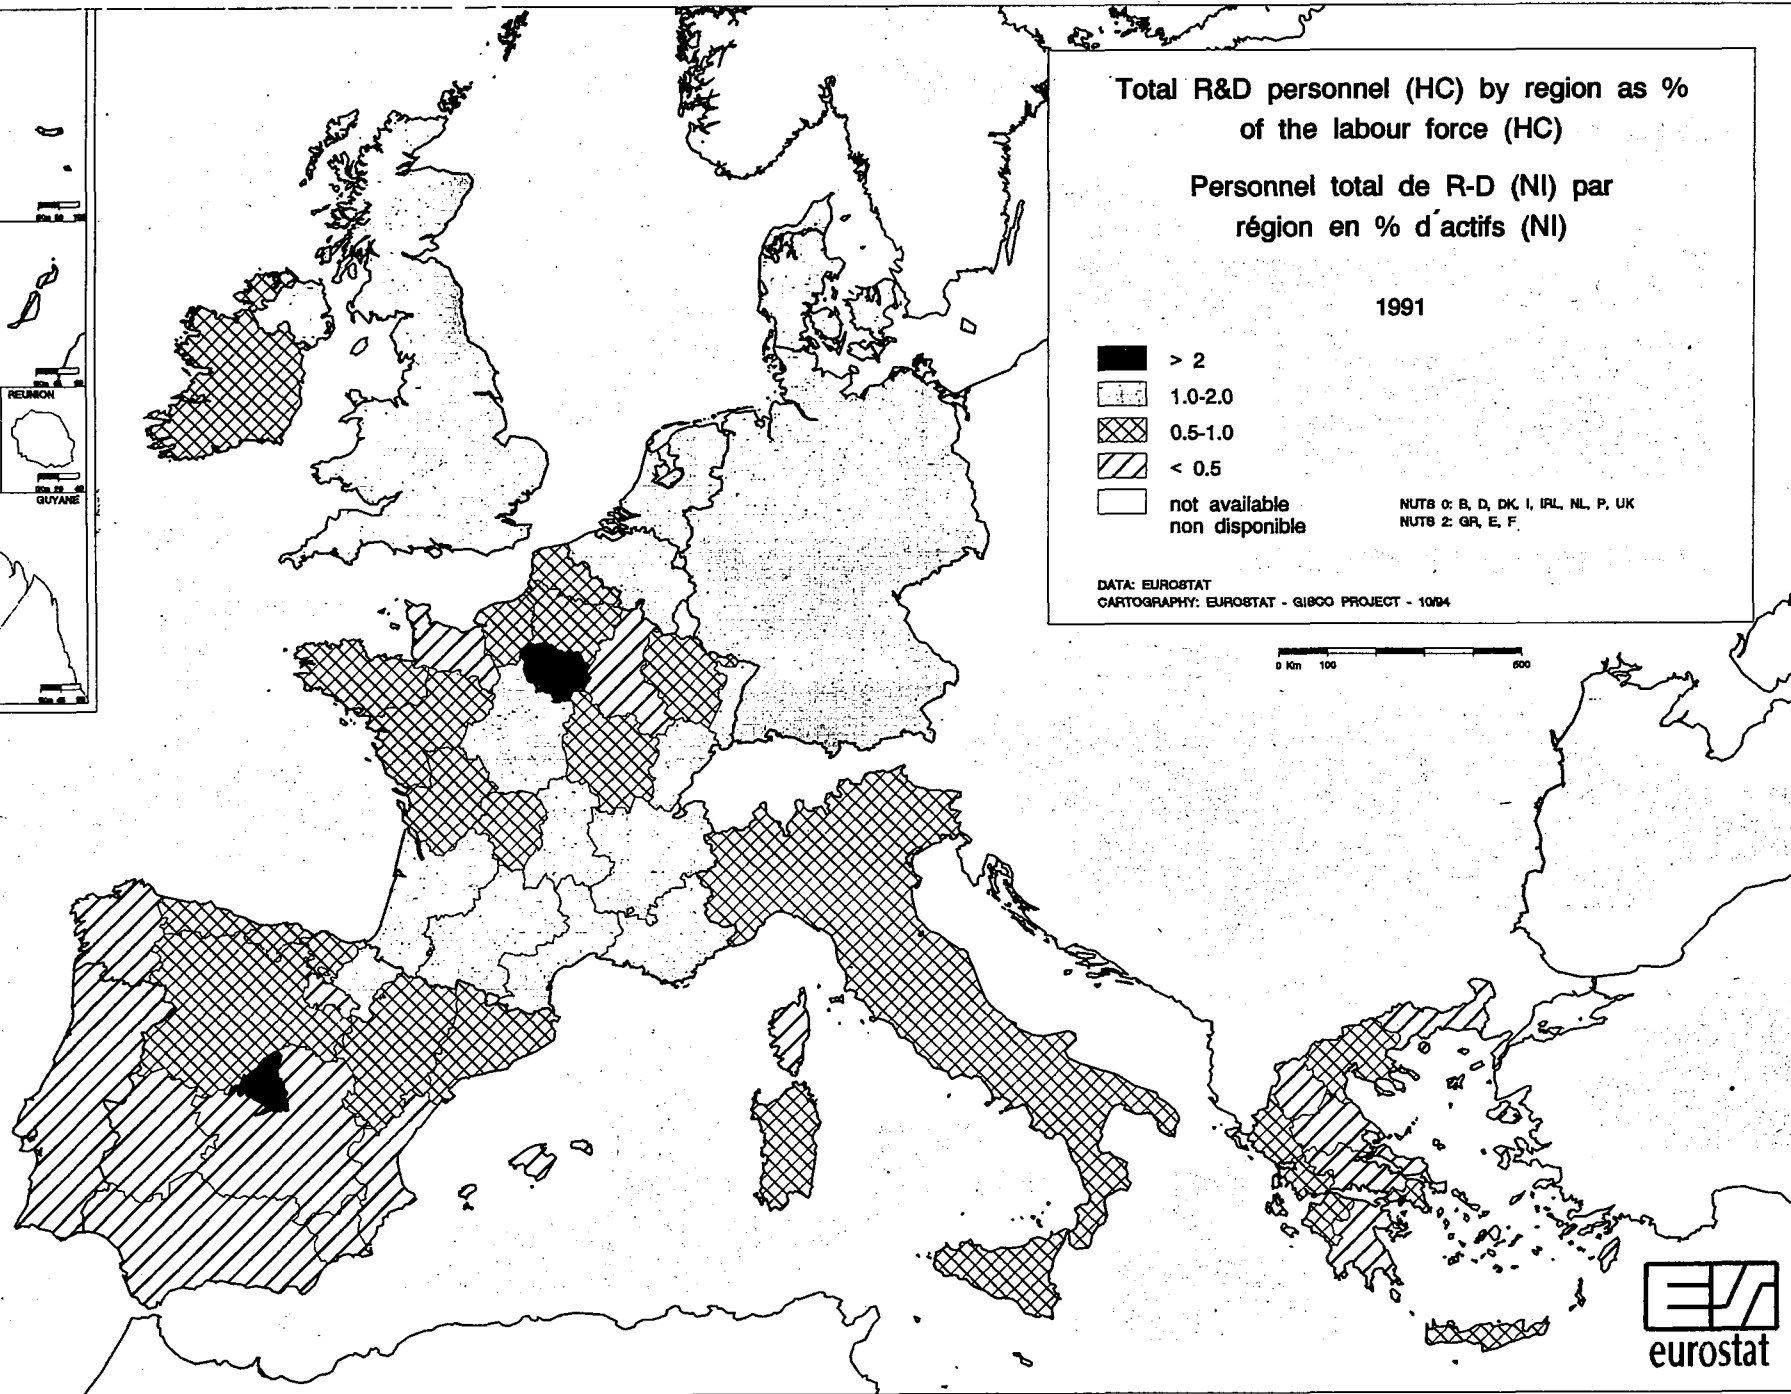 Total R&D personnel (HC) by region as %
of the labour force (HC)
Personnel total de R-D (NI) par
région en % d'actifs (NI)
1991
> 2
1.0-2.0
0.5-1.0
< 0.5
not available
non disponible
NUTS 0: B, D, DK, I, IRL, NL, P, UK
NUTS 2: GR, E, F
DATA: EUROSTAT
CARTOGRAPHY: EUROSTAT - GISCO PROJECT - 10/94
0 Km 100 500
REUNION
GUYANE
eurostat